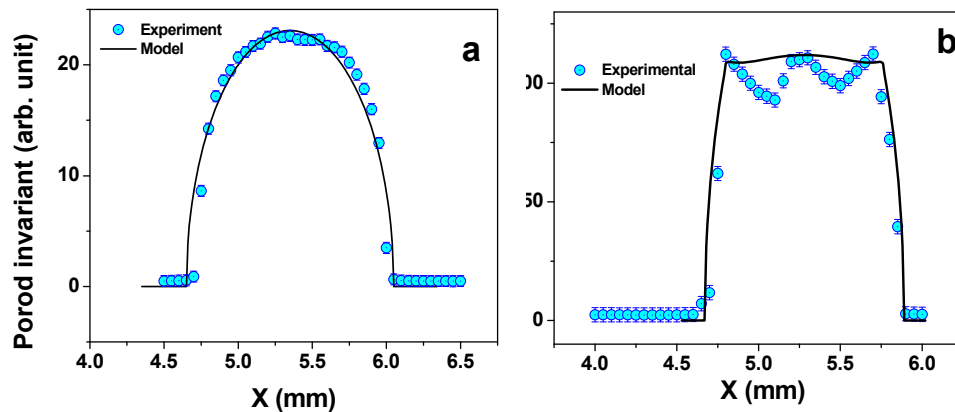 Porod invariant (arb. unit)
20
10
0
Experiment
Model
a
4.0 4.5 5.0 5.5 6.0 6.5
X (mm)
00
50
0
Experimental
Model
b
4.0 4.5 5.0 5.5 6.0
X (mm)